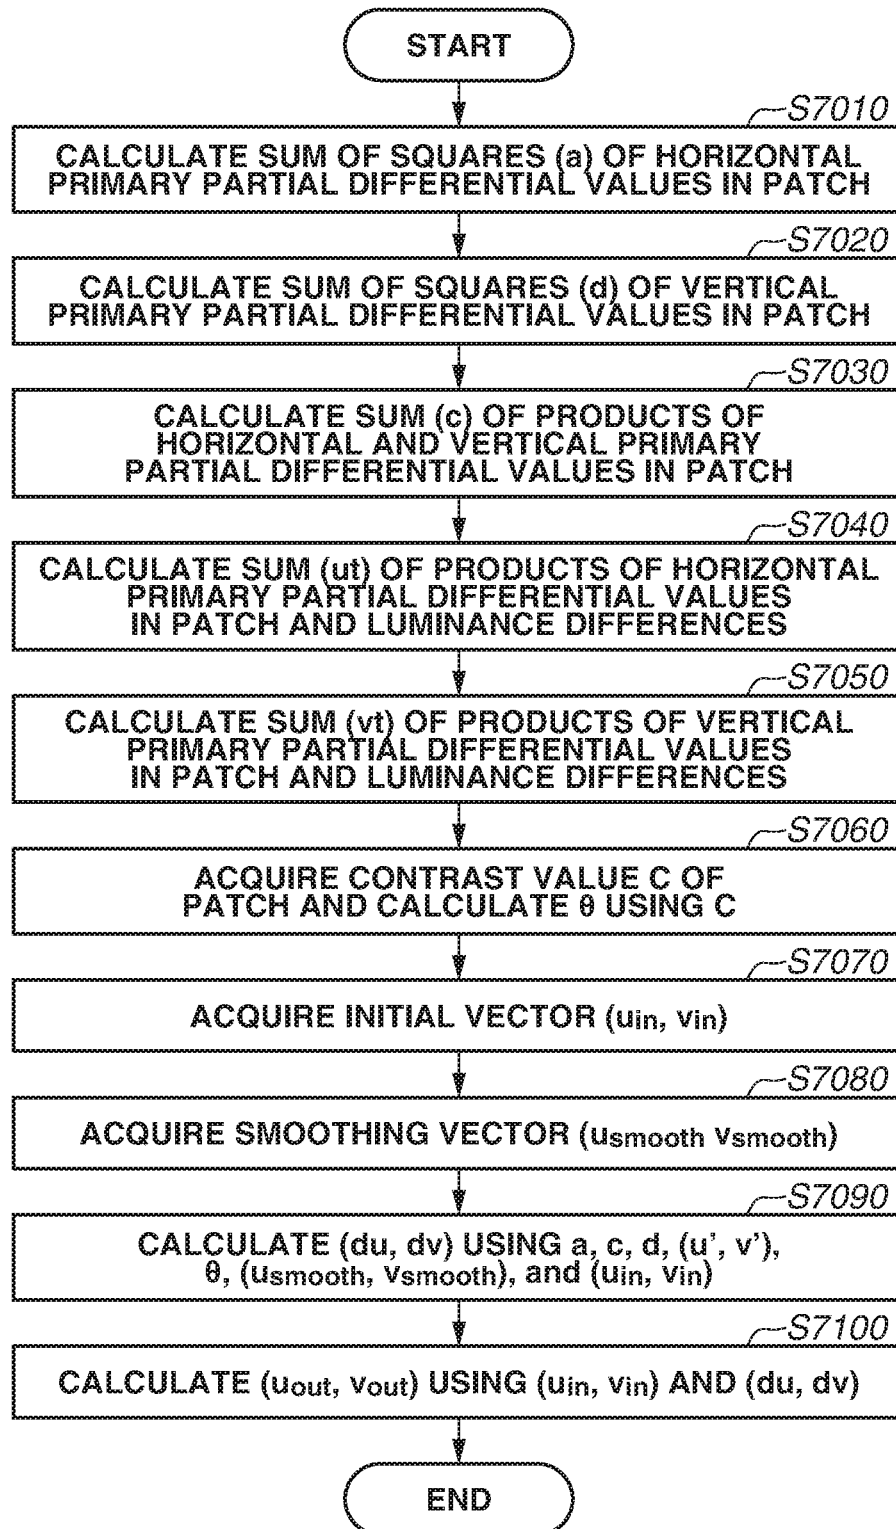 START
S7010
CALCULATE SUM OF SQUARES (a) OF HORIZONTAL
PRIMARY PARTIAL DIFFERENTIAL VALUES IN PATCH
S7020
CALCULATE SUM OF SQUARES (d) OF VERTICAL
PRIMARY PARTIAL DIFFERENTIAL VALUES IN PATCH
S7030
CALCULATE SUM (c) OF PRODUCTS OF
HORIZONTAL AND VERTICAL PRIMARY
PARTIAL DIFFERENTIAL VALUES IN PATCH
S7040
CALCULATE SUM (ut) OF PRODUCTS OF HORIZONTAL
PRIMARY PARTIAL DIFFERENTIAL VALUES
IN PATCH AND LUMINANCE DIFFERENCES
S7050
CALCULATE SUM (vt) OF PRODUCTS OF VERTICAL
PRIMARY PARTIAL DIFFERENTIAL VALUES
IN PATCH AND LUMINANCE DIFFERENCES
S7060
ACQUIRE CONTRAST VALUE C OF
PATCH AND CALCULATE θ USING C
S7070
ACQUIRE INITIAL VECTOR (uin, vin)
S7080
ACQUIRE SMOOTHING VECTOR (usmooth vsmooth)
S7090
CALCULATE (du, dv) USING a, c, d, (u', v'),
θ, (usmooth, vsmooth), and (uin, vin)
S7100
CALCULATE (uout, vout) USING (uin, vin) AND (du, dv)
END